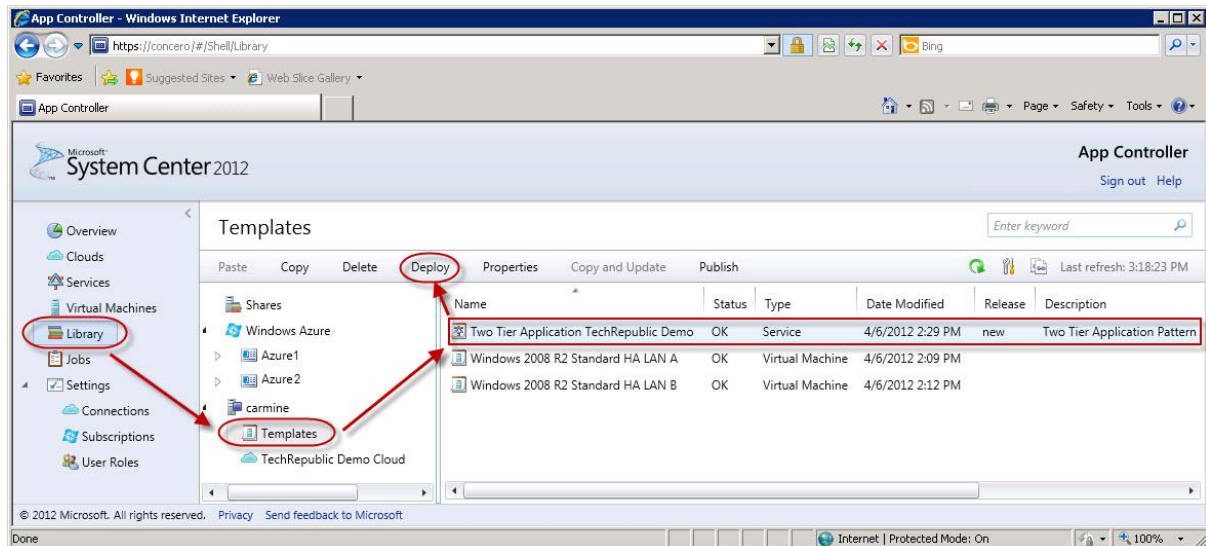 App Controller - Windows Internet Explorer
https://concero/#/Shell/Library
Bing
Favorites Suggested Sites Web Slice Gallery
App Controller Page Safety Tools
Microsoft
System Center 2012
App Controller
Sign out Help
Overview
Clouds
Services
Virtual Machines
Library
Jobs
Settings
Connections
Subscriptions
User Roles
Templates
Enter keyword
Paste Copy Delete Deploy Properties Copy and Update Publish Last refresh: 3:18:23 PM
Shares
Windows Azure
Azure1
Azure2
carmine
Templates
TechRepublic Demo Cloud
Name Status Type Date Modified Release Description
Two Tier Application TechRepublic Demo OK Service 4/6/2012 2:29 PM new Two Tier Application Pattern
Windows 2008 R2 Standard HA LAN A OK Virtual Machine 4/6/2012 2:09 PM
Windows 2008 R2 Standard HA LAN B OK Virtual Machine 4/6/2012 2:12 PM
© 2012 Microsoft. All rights reserved. Privacy Send feedback to Microsoft
Done Internet | Protected Mode: On 100%